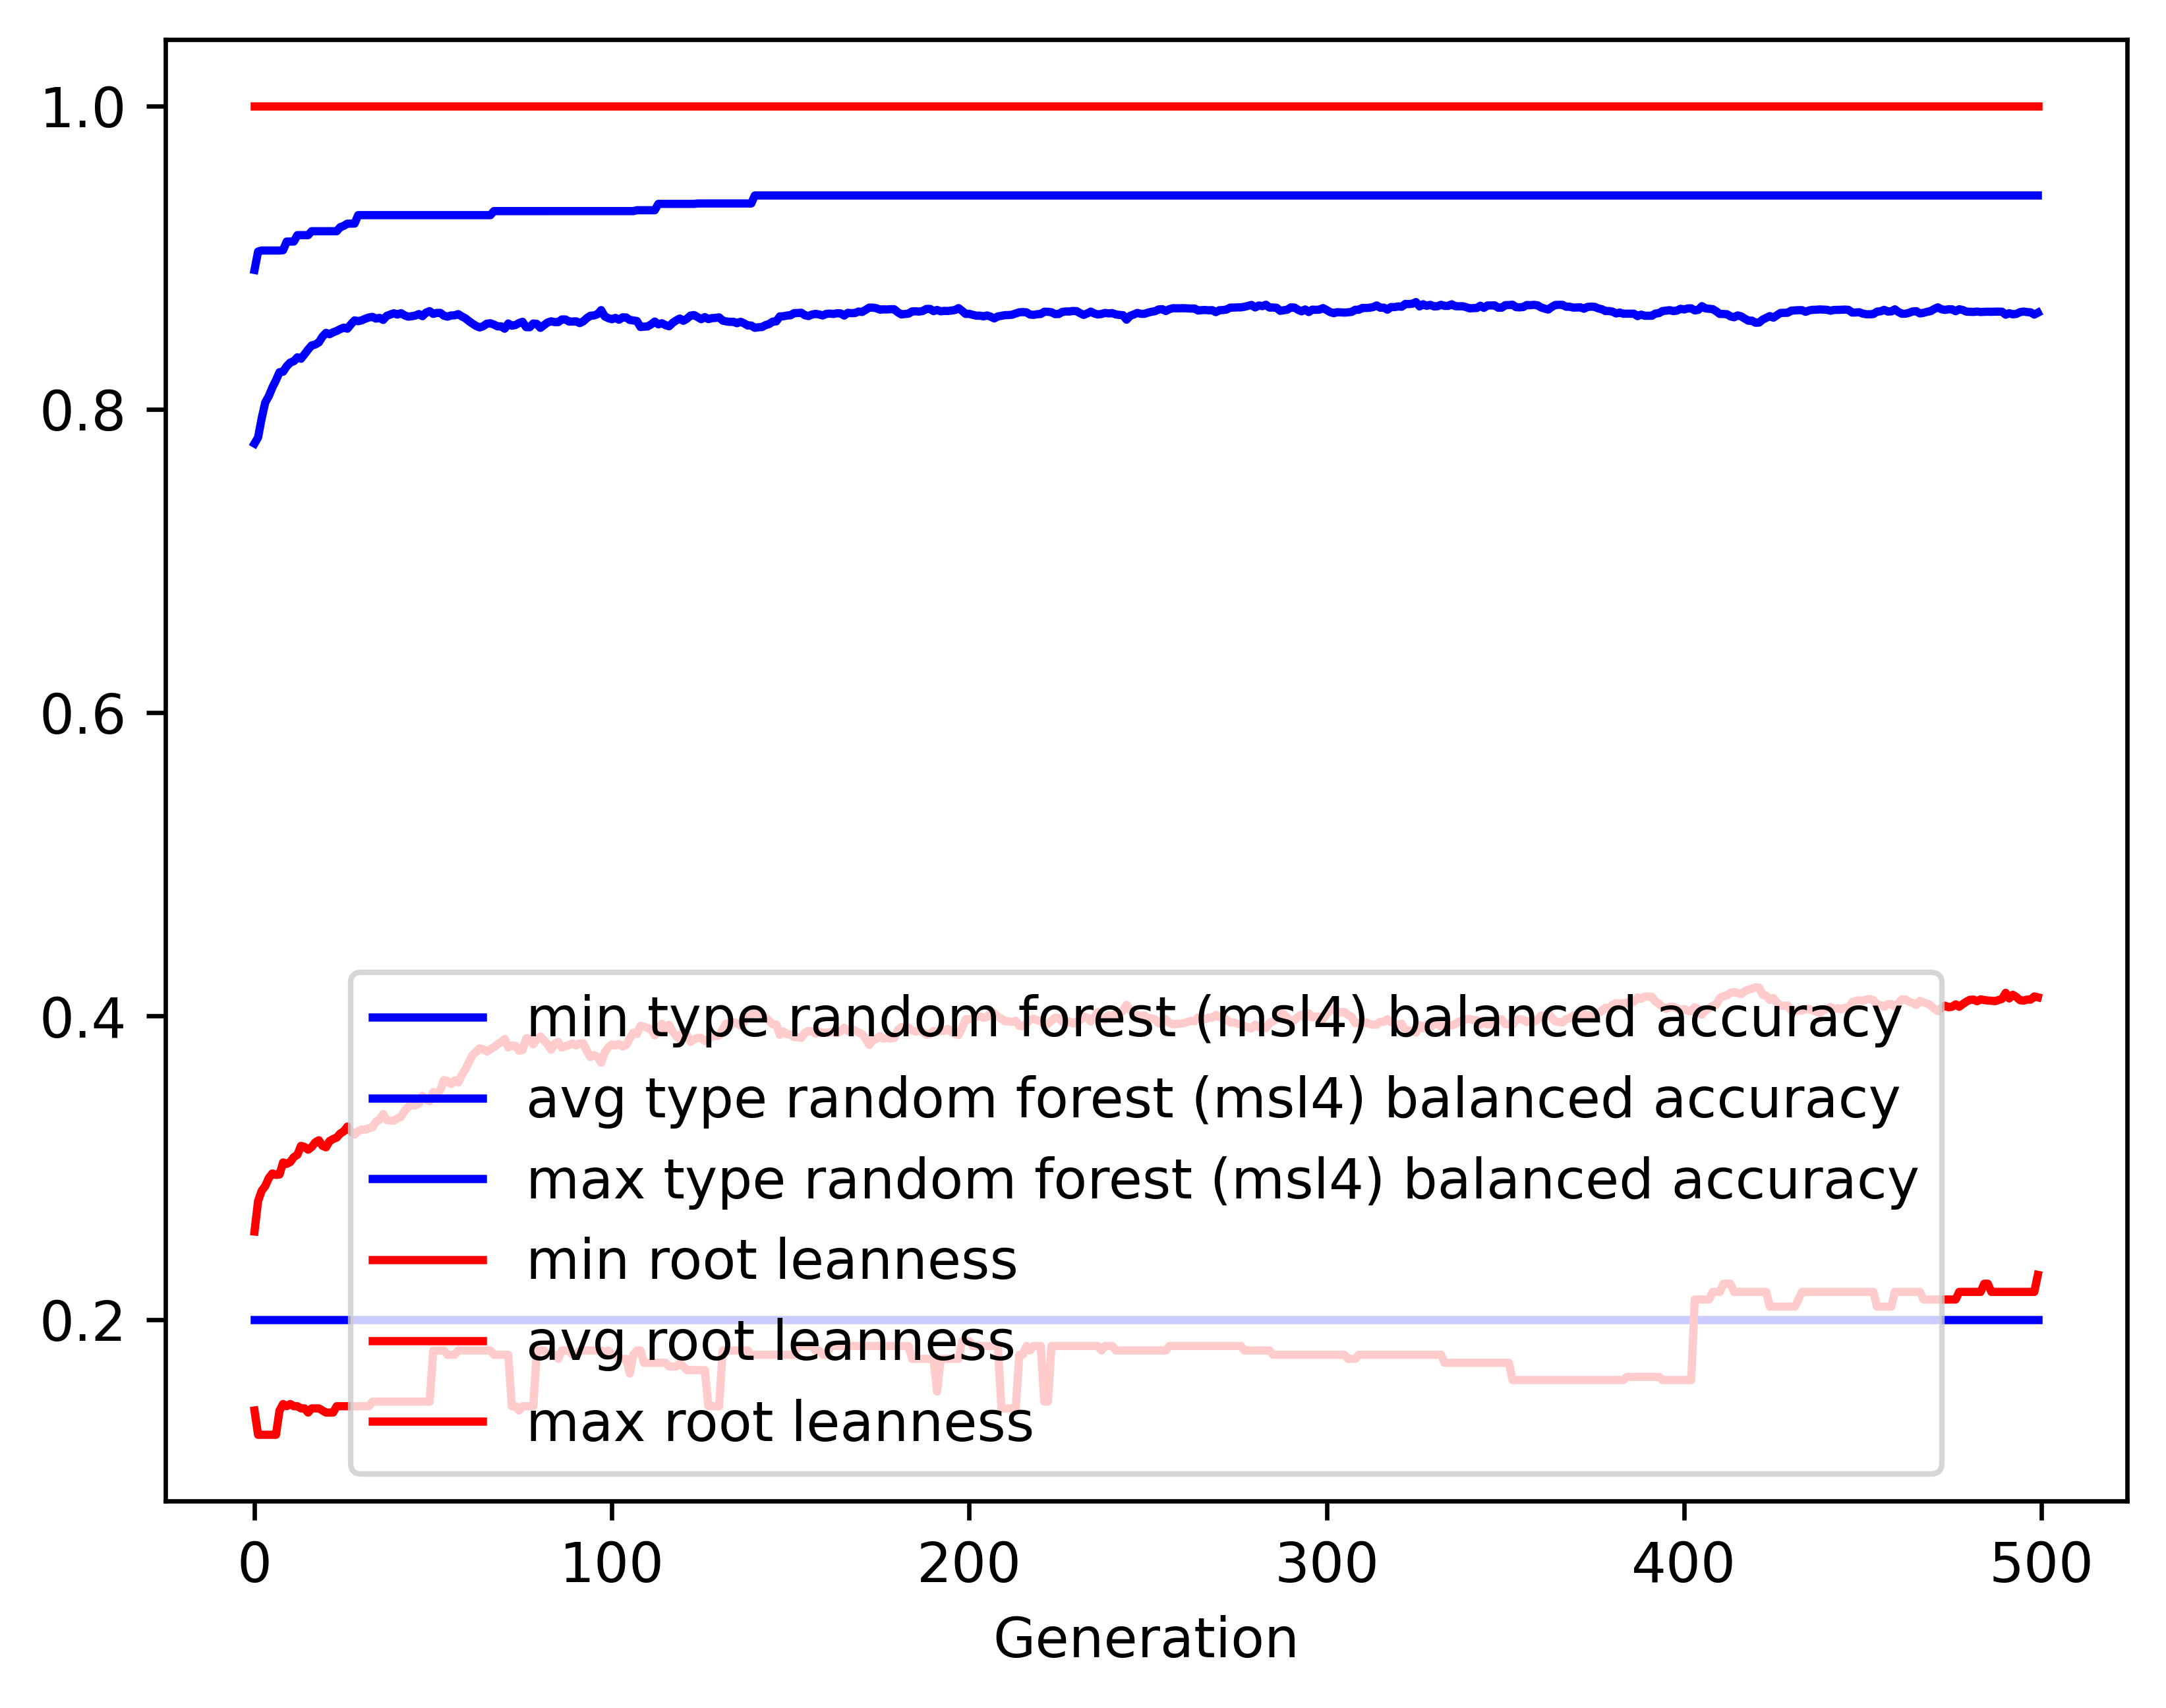 1.0
0.8
0.6
0.4
0.2
min type random forest (msl4) balanced accuracy
avg type random forest (msl4) balanced accuracy
max type random forest (msl4) balanced accuracy
min root leanness
avg root leanness
max root leanness
0 100 200 300 400 500
Generation